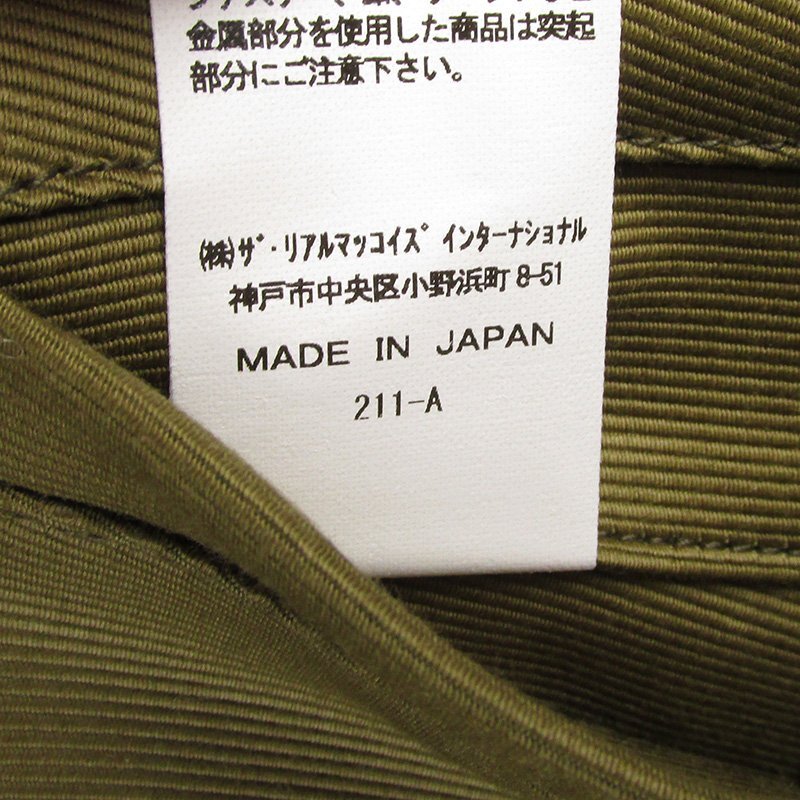 金属部分を使用した商品は突起
部分にご注意下さい。
(株)ザ・リアルマッコイズ インターナショナル
神戸市中央区小野浜町8-51
MADE IN JAPAN
211-A